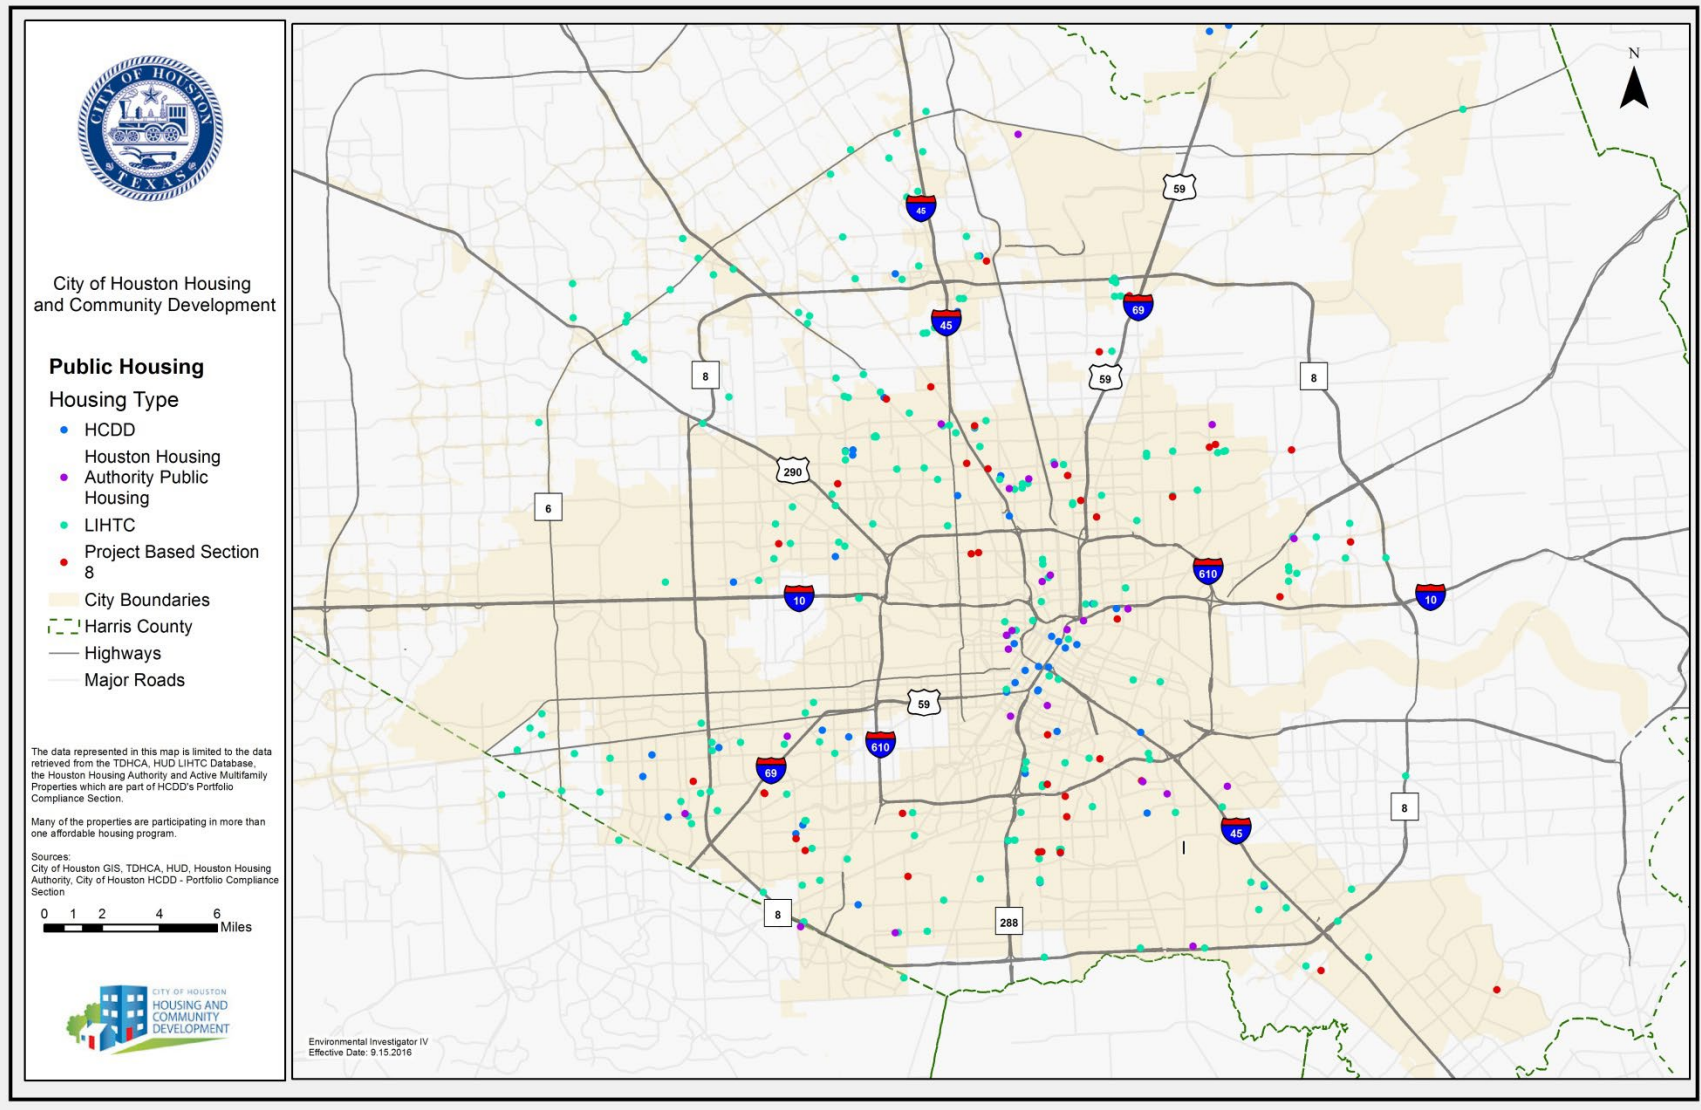 CITY OF HOUSTON
TEXAS
City of Houston Housing
and Community Development
Public Housing
Housing Type
HCDD
Houston Housing
Authority Public
Housing
LIHTC
Project Based Section
8
City Boundaries
Harris County
Highways
Major Roads
The data represented in this map is limited to the data
retrieved from the TDHCA, HUD LIHTC Database,
the Houston Housing Authority and Active Multifamily
Properties which are part of HCDD's Portfolio
Compliance Section.
Many of the properties are participating in more than
one affordable housing program.
Sources:
City of Houston GIS, TDHCA, HUD, Houston Housing
Authority, City of Houston HCDD - Portfolio Compliance
Section
0 1 2 4 6
Miles
CITY OF HOUSTON
HOUSING AND
COMMUNITY
DEVELOPMENT
N
59
45
69
45
8
59
8
290
6
610
10
10
59
610
69
8
45
8
288
Environmental Investigator IV
Effective Date: 9.15.2016